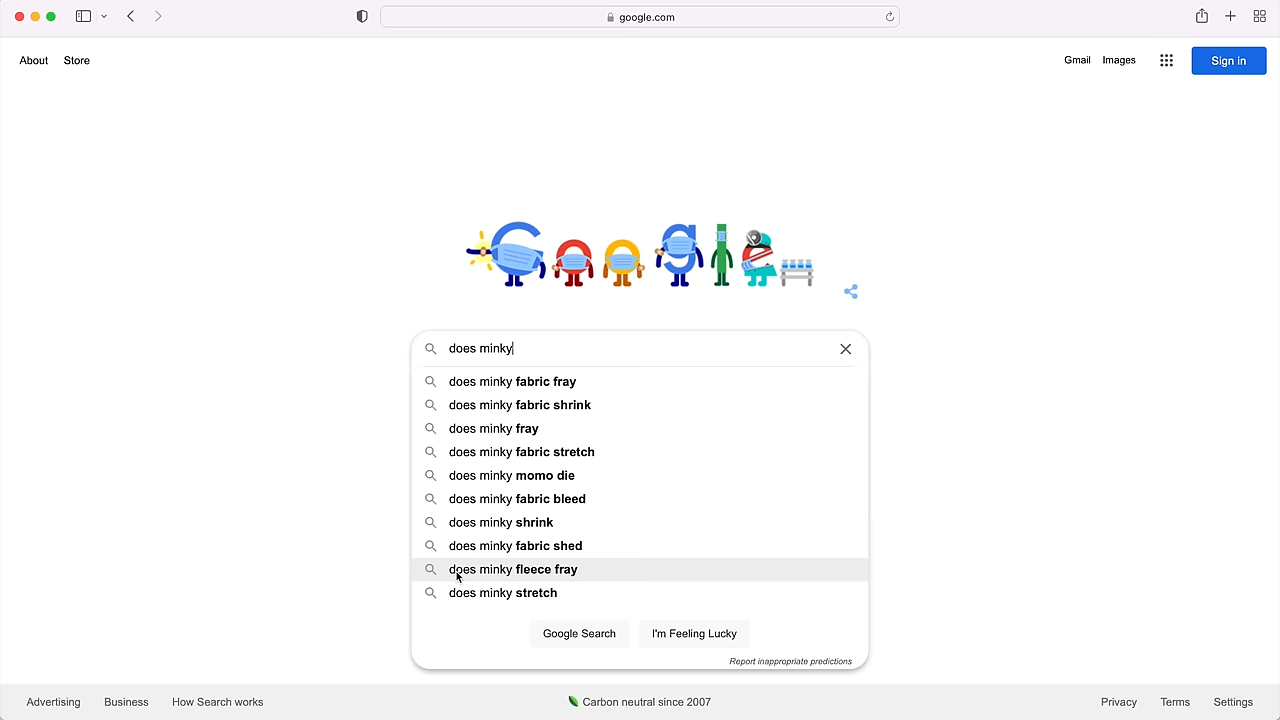 google.com
About Store
Gmail Images Sign in
Google
does minky
does minky fabric fray
does minky fabric shrink
does minky fray
does minky fabric stretch
does minky momo die
does minky fabric bleed
does minky shrink
does minky fabric shed
does minky fleece fray
does minky stretch
Google Search I'm Feeling Lucky
Report inappropriate predictions
Advertising Business How Search works Carbon neutral since 2007 Privacy Terms Settings